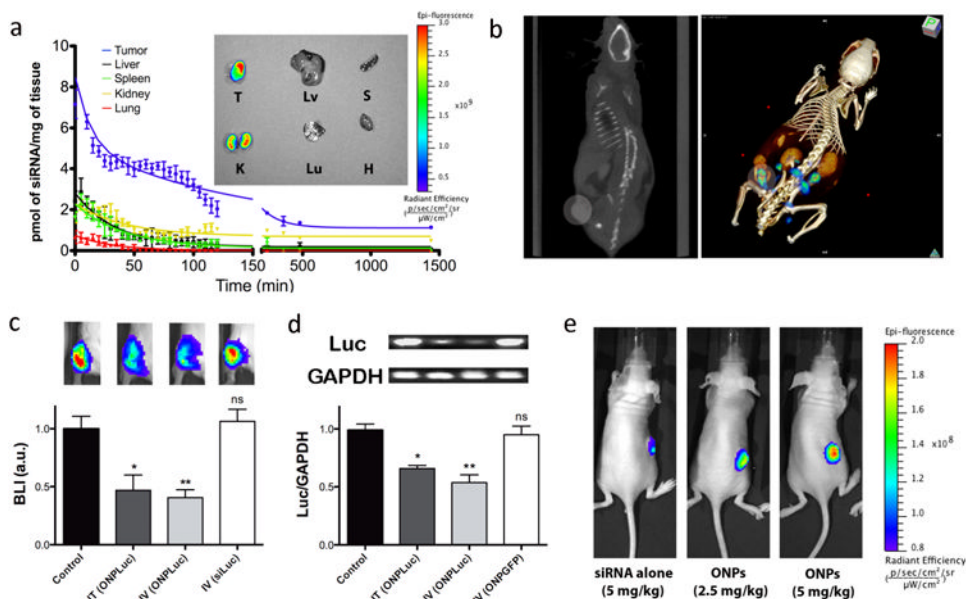 a
pmol of siRNA/mg of tissue
10
8
6
4
2
0
Tumor
Liver
Spleen
Kidney
Lung
T
Lv
S
K
Lu
H
Epi-fluorescence
3.0
2.5
2.0
1.5
1.0
0.5
x10⁹
Radiant Efficiency
(p/sec/cm²/sr
μW/cm²)
0
50
100
150
500
1000
1500
Time (min)
b
P
c
BLI (a.u.)
1.0
0.5
0.0
*
**
ns
Control
IT (ONPLuc)
IV (ONPLuc)
IV (siLuc)
d
Luc
GAPDH
Luc/GAPDH
1.0
0.5
0.0
*
**
ns
Control
IT (ONPLuc)
IV (ONPLuc)
IV (ONPGFP)
e
siRNA alone
(5 mg/kg)
ONPs
(2.5 mg/kg)
ONPs
(5 mg/kg)
Epi-fluorescence
2.0
1.8
1.6
1.4
1.2
1.0
0.8
x10⁸
Radiant Efficiency
(p/sec/cm²/sr
μW/cm²)